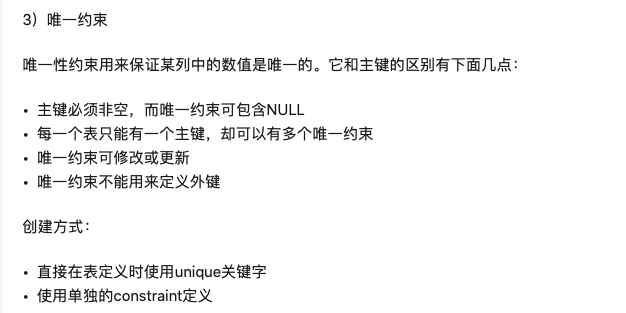 3）唯一约束
唯一性约束用来保证某列中的数值是唯一的。它和主键的区别有下面几点：
• 主键必须非空，而唯一约束可包含NULL
• 每一个表只能有一个主键，却可以有多个唯一约束
• 唯一约束可修改或更新
• 唯一约束不能用来定义外键
创建方式：
• 直接在表定义时使用unique关键字
• 使用单独的constraint定义